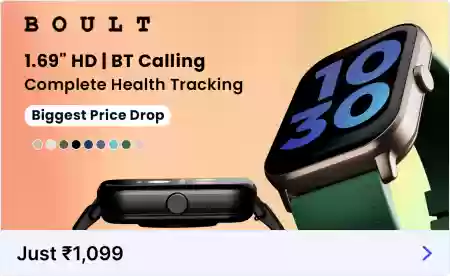 BOULT
1.69" HD | BT Calling
Complete Health Tracking
Biggest Price Drop
10
30
Just ₹1,099